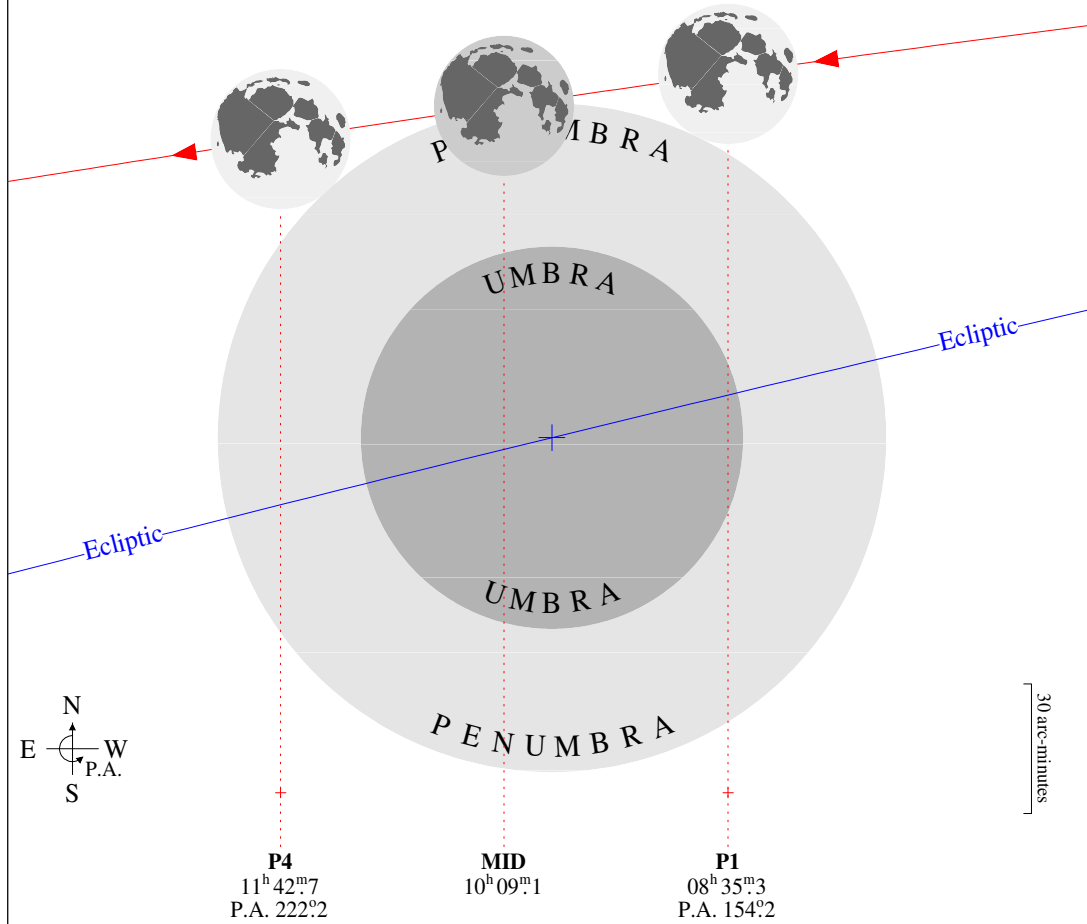 PENUMBRA
UMBRA
Ecliptic
Ecliptic
UMBRA
PENUMBRA
N
E W
P.A.
S
30 arc-minutes
P4 MID P1
11ʰ 42ᵐ.7 10ʰ 09ᵐ.1 08ʰ 35ᵐ.3
P.A. 222°.2 P.A. 154°.2